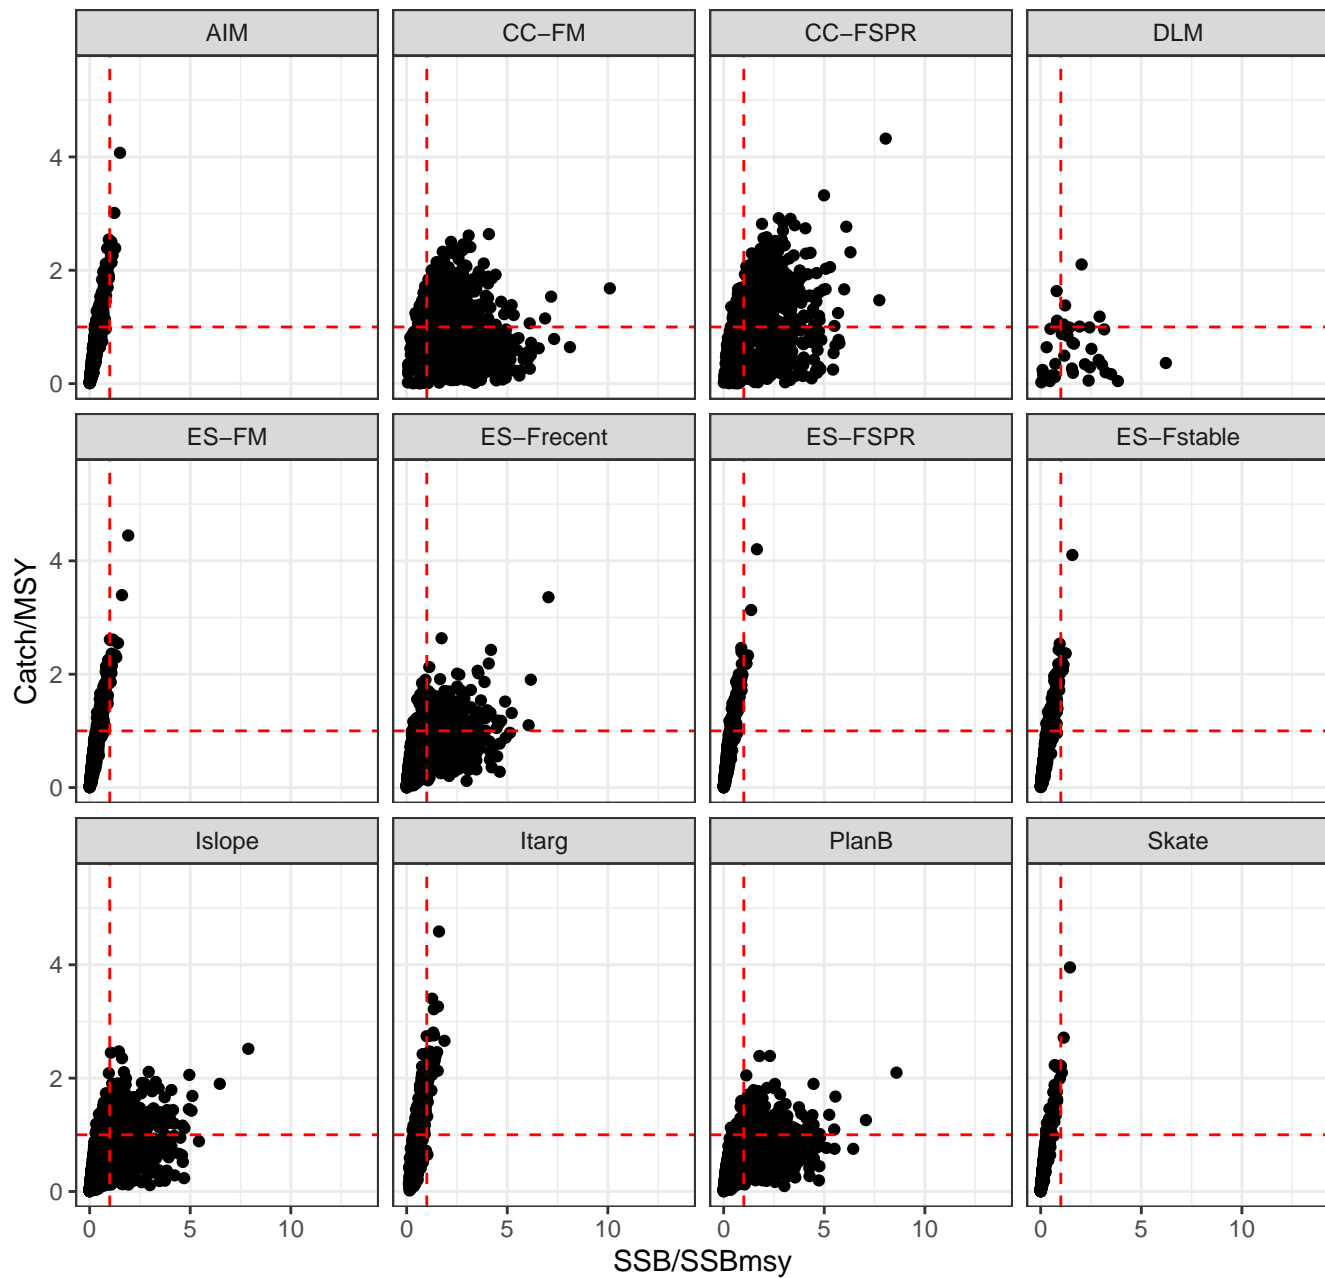 AIM CC−FM CC−FSPR DLM
4
2
0
ES−FM ES−Frecent ES−FSPR ES−Fstable
Catch/MSY
4
2
0
Islope Itarg PlanB Skate
4
2
0
0 5 10 0 5 10 0 5 10 0 5 10
SSB/SSBmsy